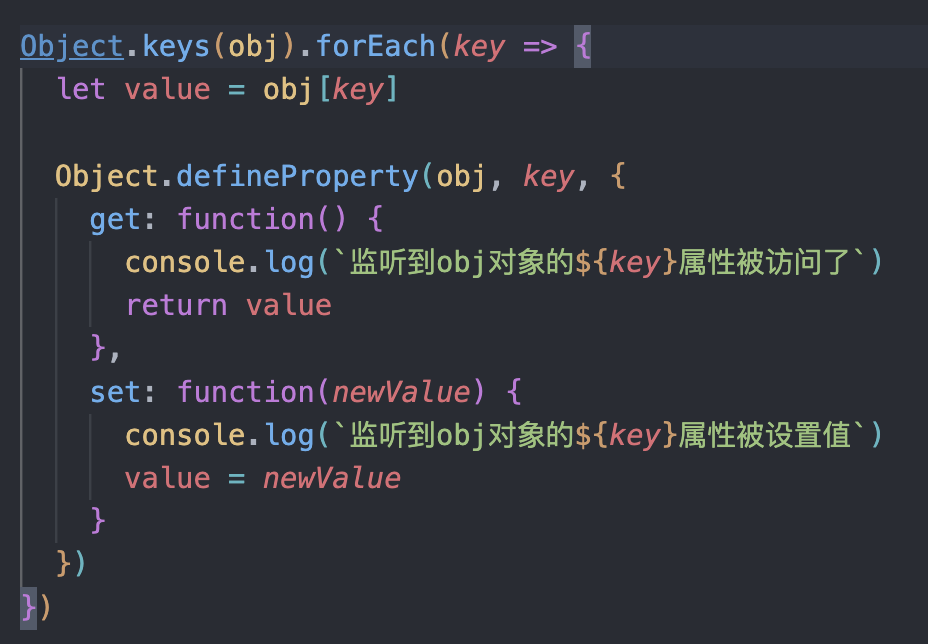 Object.keys(obj).forEach(key => {
  let value = obj[key]

  Object.defineProperty(obj, key, {
    get: function() {
      console.log(`监听到obj对象的${key}属性被访问了`)
      return value
    },
    set: function(newValue) {
      console.log(`监听到obj对象的${key}属性被设置值`)
      value = newValue
    }
  })
})